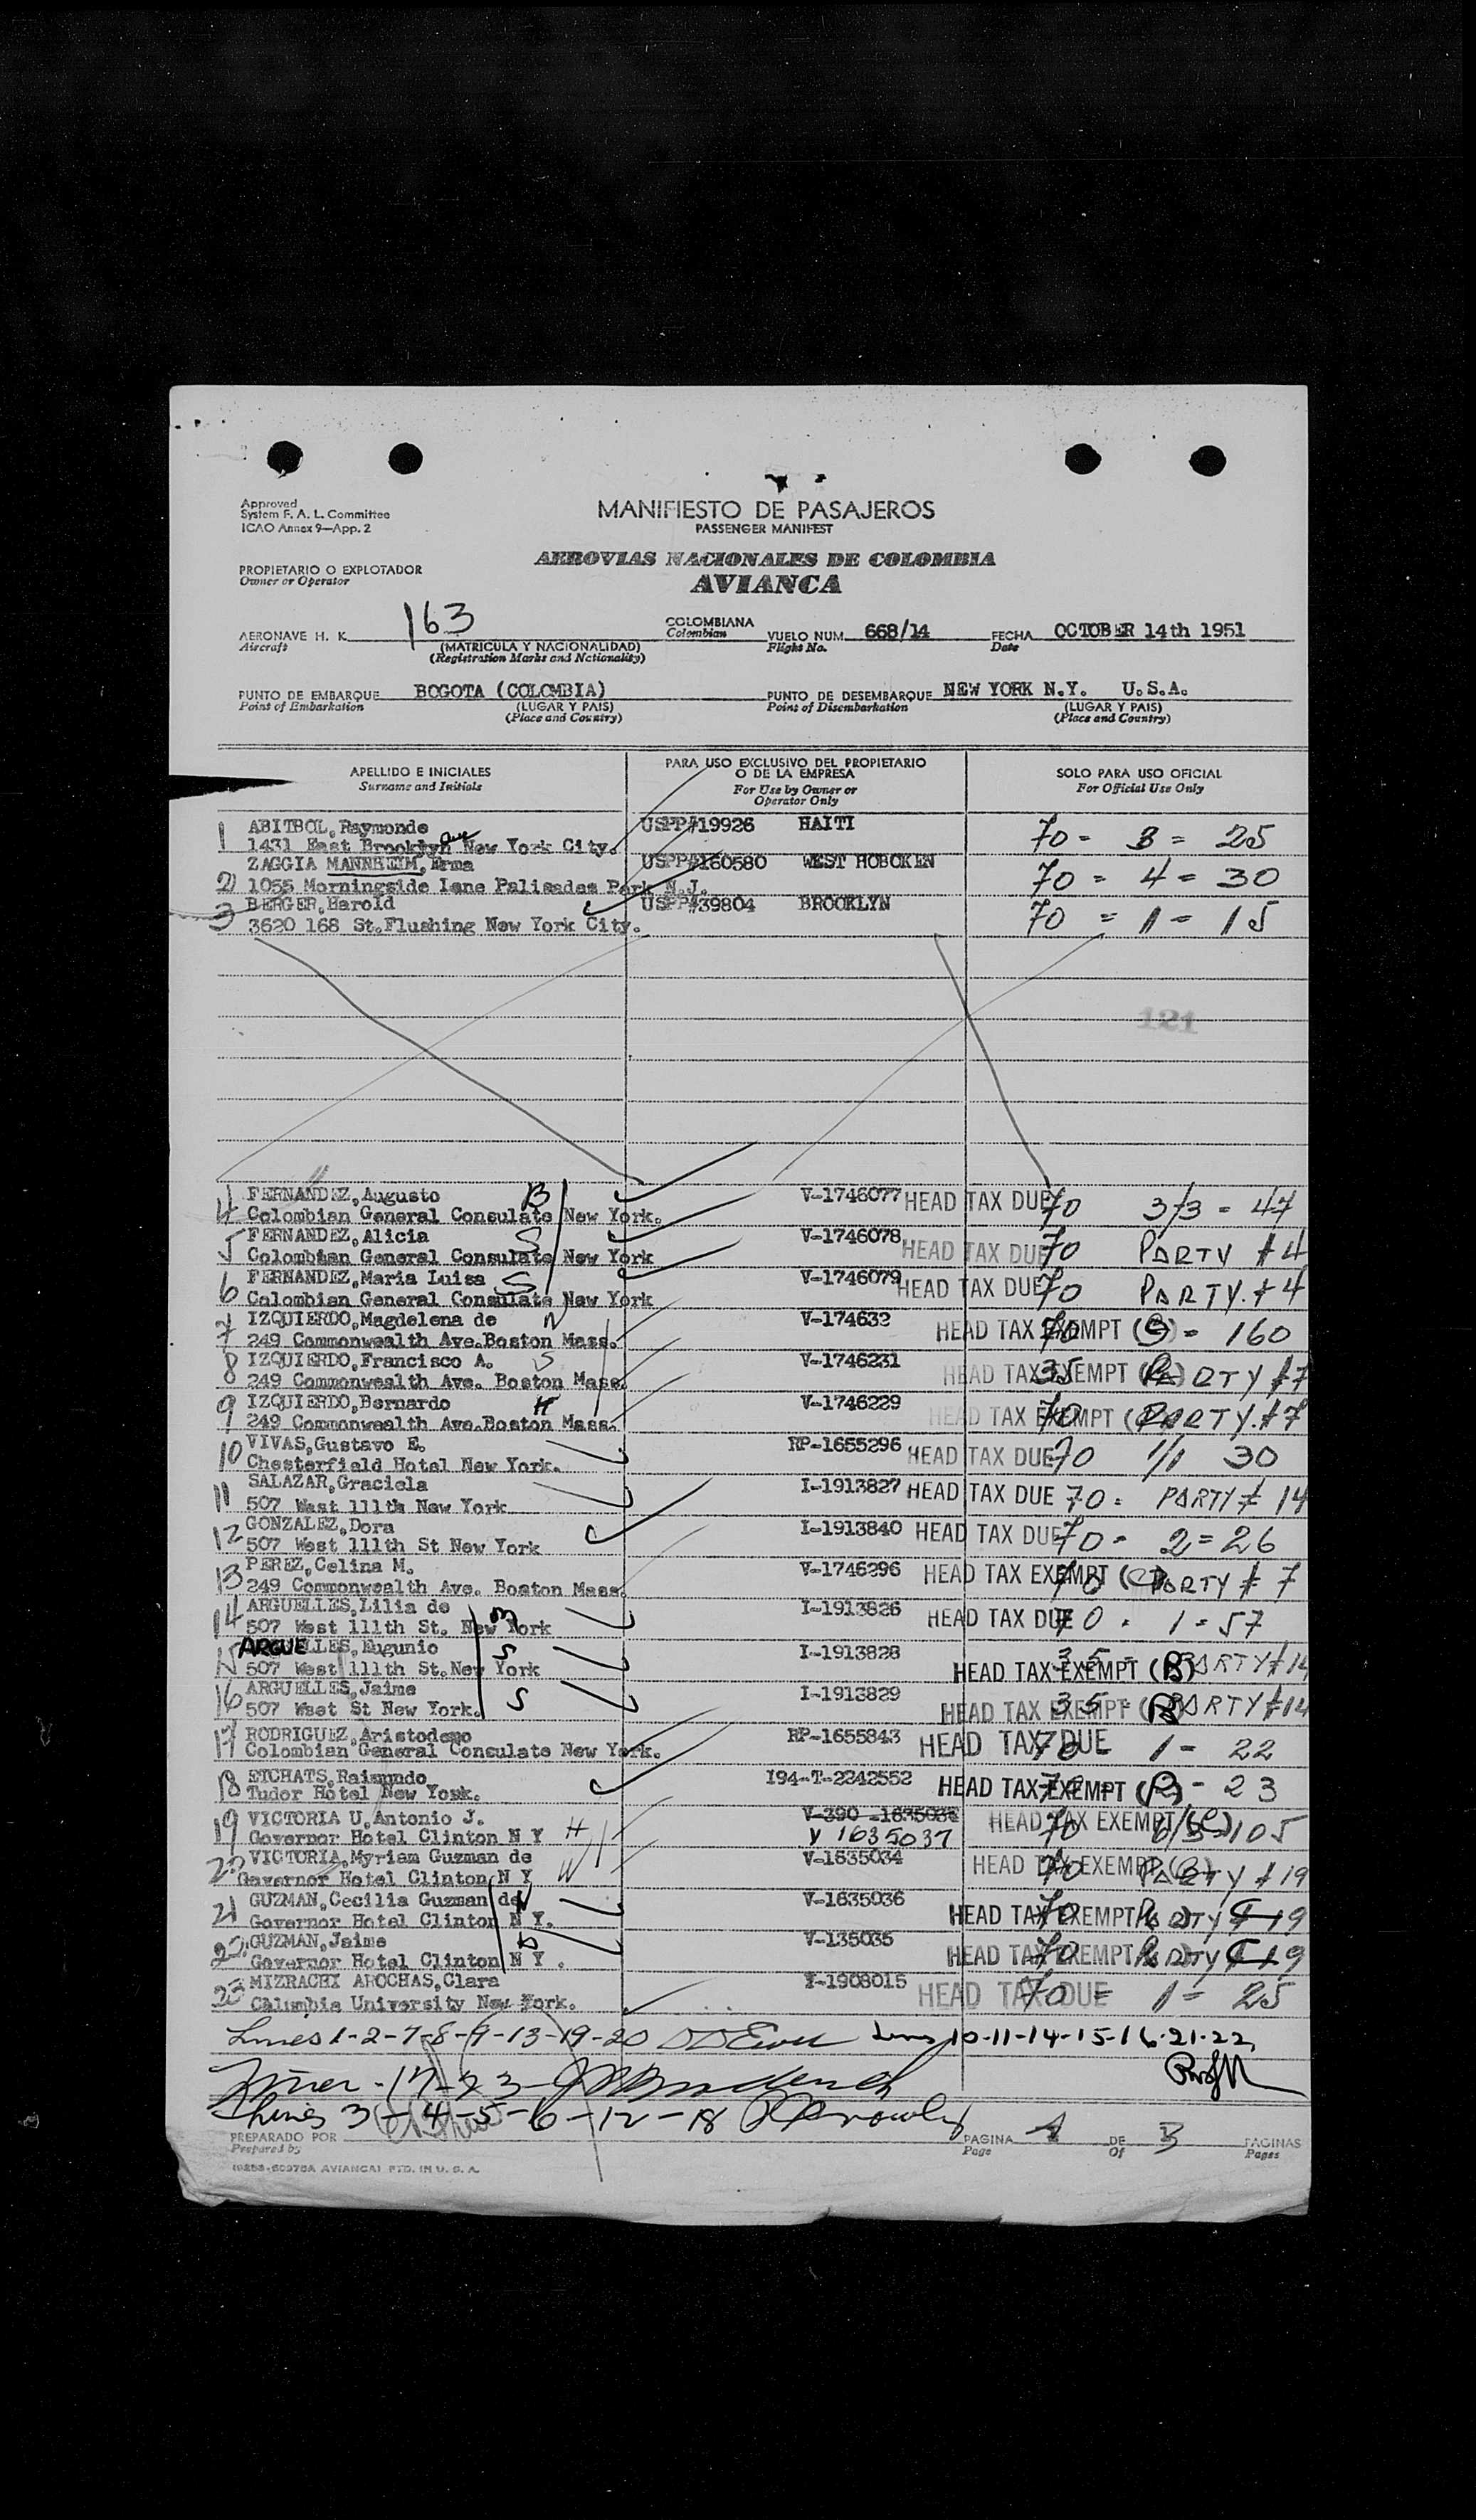 Approved
System F. A. L. Committee
ICAO Annex 9—App. 2
MANIFIESTO DE PASAJEROS
PASSENGER MANIFEST
PROPIETARIO O EXPLOTADOR
Owner or Operator
AEROVIAS NACIONALES DE COLOMBIA
AVIANCA
AERONAVE H. K. 163 COLOMBIANA VUELO NUM. 668/14 FECHA OCTOBER 14th 1951
Aircraft (MATRICULA Y NACIONALIDAD) Colombian Flight No. Date
(Registration Marks and Nationality)
PUNTO DE EMBARQUE BOGOTA (COLOMBIA) PUNTO DE DESEMBARQUE NEW YORK N.Y. U.S.A.
Point of Embarkation (LUGAR Y PAIS) Point of Disembarkation (LUGAR Y PAIS)
(Place and Country) (Place and Country)
APELLIDO E INICIALES PARA USO EXCLUSIVO DEL PROPIETARIO O DE LA EMPRESA SOLO PARA USO OFICIAL
Surname and Initials For Use by Owner or Operator Only For Official Use Only
1 ABITBOL, Raymonde USPP#19926 HAITI 70 - 3 = 25
1431 East Brooklyn Ave New York City.
2) ZAGGIA MANNHEIM, Erma USPP#160580 WEST HOBOKEN 70 = 4 = 30
1055 Morningside Lane Palisades Park N.J.
3 BERGER, Harold USPP#39804 BROOKLYN 70 = 1 = 15
3620 168 St. Flushing New York City.
121
4 FERNANDEZ, Augusto V-1746077 HEAD TAX DUE 70 3/3 = 47
Colombian General Consulate New York.
5 FERNANDEZ, Alicia S V-1746078 HEAD TAX DUE 70 PARTY #4
Colombian General Consulate New York
6 FERNANDEZ, Maria Luisa S V-1746079 HEAD TAX DUE 70 PARTY. #4
Colombian General Consulate New York
7 IZQUIERDO, Magdelena de V-174632 HEAD TAX EXEMPT 70 = 160
249 Commonwealth Ave. Boston Mass.
8 IZQUIERDO, Francisco A. S V-1746231 HEAD TAX EXEMPT 35 PARTY #7
249 Commonwealth Ave. Boston Mass.
9 IZQUIERDO, Bernardo V-1746229 HEAD TAX EXEMPT 70 PARTY. #7
249 Commonwealth Ave. Boston Mass.
10 VIVAS, Gustavo E. RP-1655296 HEAD TAX DUE 70 1/1 30
Chesterfield Hotel New York.
11 SALAZAR, Graciela I-1913827 HEAD TAX DUE 70 = PARTY # 14
507 West 111th New York
12 GONZALEZ, Dora I-1913840 HEAD TAX DUE 70 - 2 = 26
507 West 111th St New York
13 PEREZ, Celina M. V-1746296 HEAD TAX EXEMPT 70 PARTY # 7
249 Commonwealth Ave. Boston Mass.
14 ARGUELLES, Lilia de M I-1913826 HEAD TAX DUE 70 - 1 = 57
507 West 111th St. New York
15 ARGUELLES, Eugunio S I-1913828 HEAD TAX EXEMPT 35 - PARTY #14
507 West 111th St. New York
16 ARGUELLES, Jaime S I-1913829 HEAD TAX EXEMPT 35 = PARTY #14
507 West St New York.
17 RODRIGUEZ, Aristodemo RP-1655843 HEAD TAX DUE 70 - 1 = 22
Colombian General Consulate New York.
18 ETCHATS, Raimundo I94-T-2242552 HEAD TAX EXEMPT - 23
Tudor Hotel New York.
19 VICTORIA U, Antonio J. H V-390 -1635035 HEAD TAX EXEMPT (C) 70 105
Governor Hotel Clinton N Y V 1635037
20 VICTORIA, Myriam Guzman de W V-1635034 HEAD TAX EXEMPT 70 PARTY #19
Governor Hotel Clinton N Y
21 GUZMAN, Cecilia Guzman de V-1635036 HEAD TAX EXEMPT 70 PARTY #19
Governor Hotel Clinton N Y.
22. GUZMAN, Jaime V-135035 HEAD TAX EXEMPT 70 PARTY #19
Governor Hotel Clinton N Y .
23 MIZRACHI AROCHAS, Clara I-1908015 HEAD TAX DUE 70 = 1 = 25
Columbia University New York.
Lines 1-2-7-8-9-13-19-20 Lines 10-11-14-15-16-21-22
17-23
Lines 3-4-5-6-12-18
PREPARADO POR PAGINA 1 DE 3 PAGINAS
Prepared by Page Of Pages
AVIANCA) PTD. IN U. S. A.